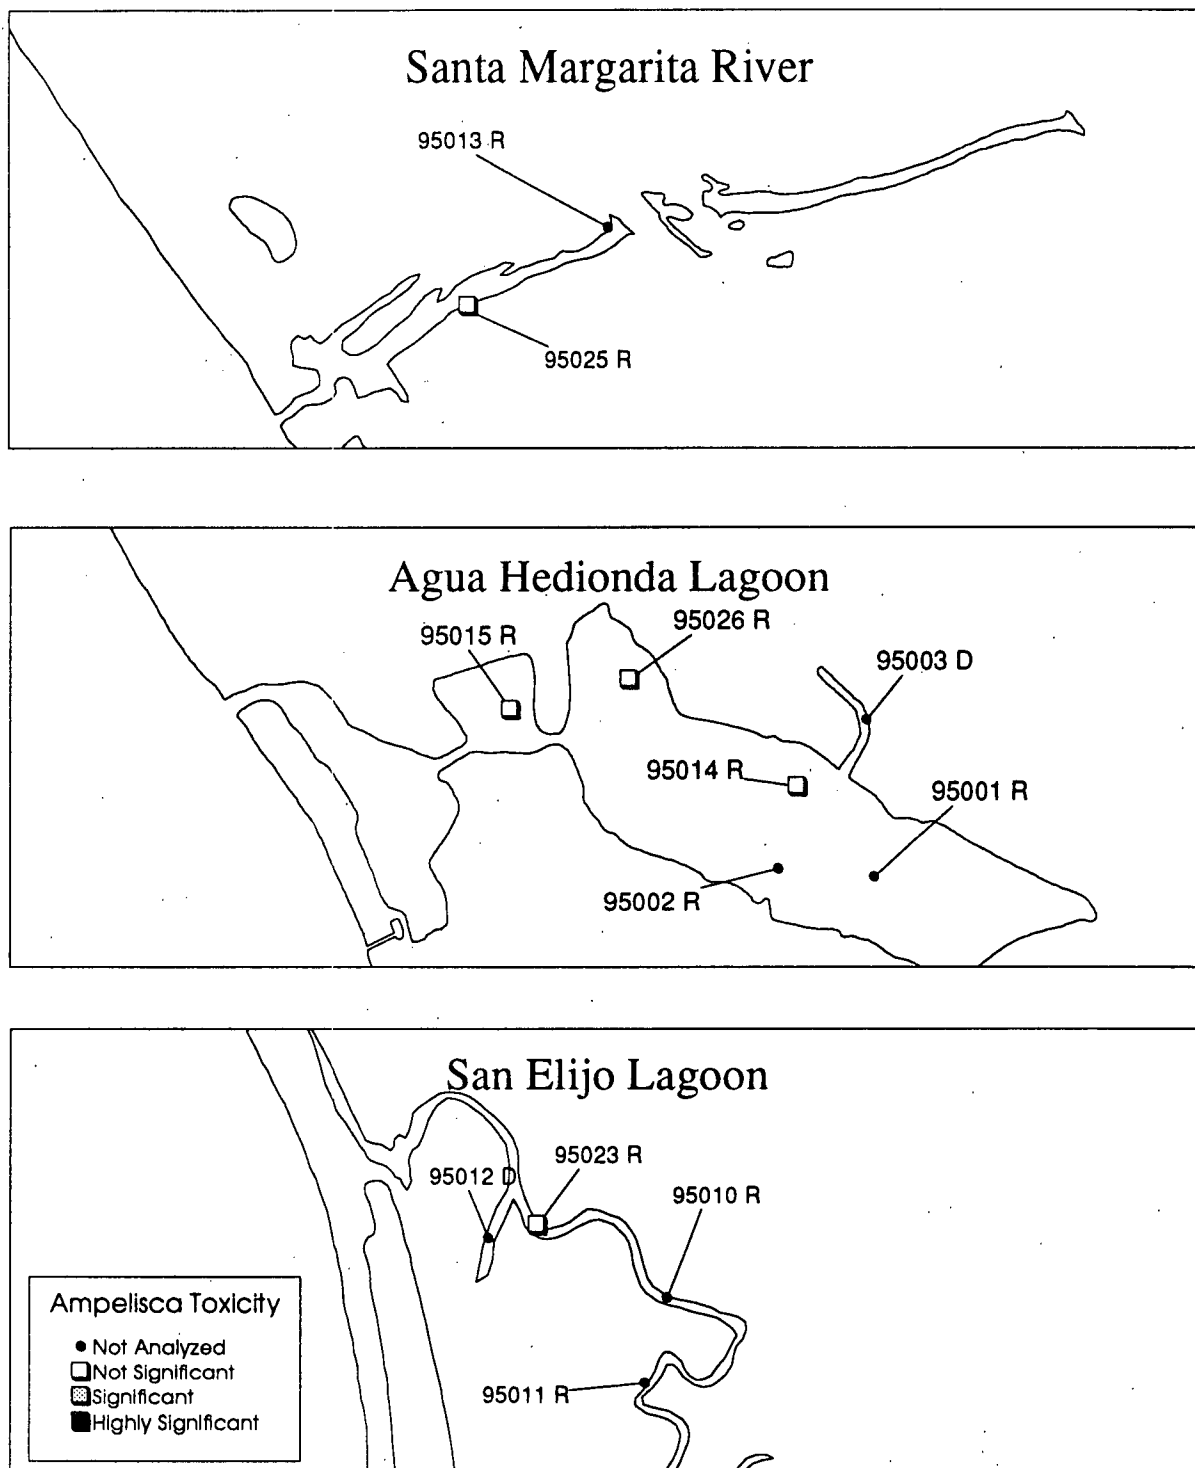 Santa Margarita River
95013 R
95025 R
Agua Hedionda Lagoon
95026 R
95015 R
95003 D
95014 R
95001 R
95002 R
San Elijo Lagoon
95023 R
95012 D
95010 R
95011 R
Ampelisca Toxicity
Not Analyzed
Not Significant
Significant
Highly Significant